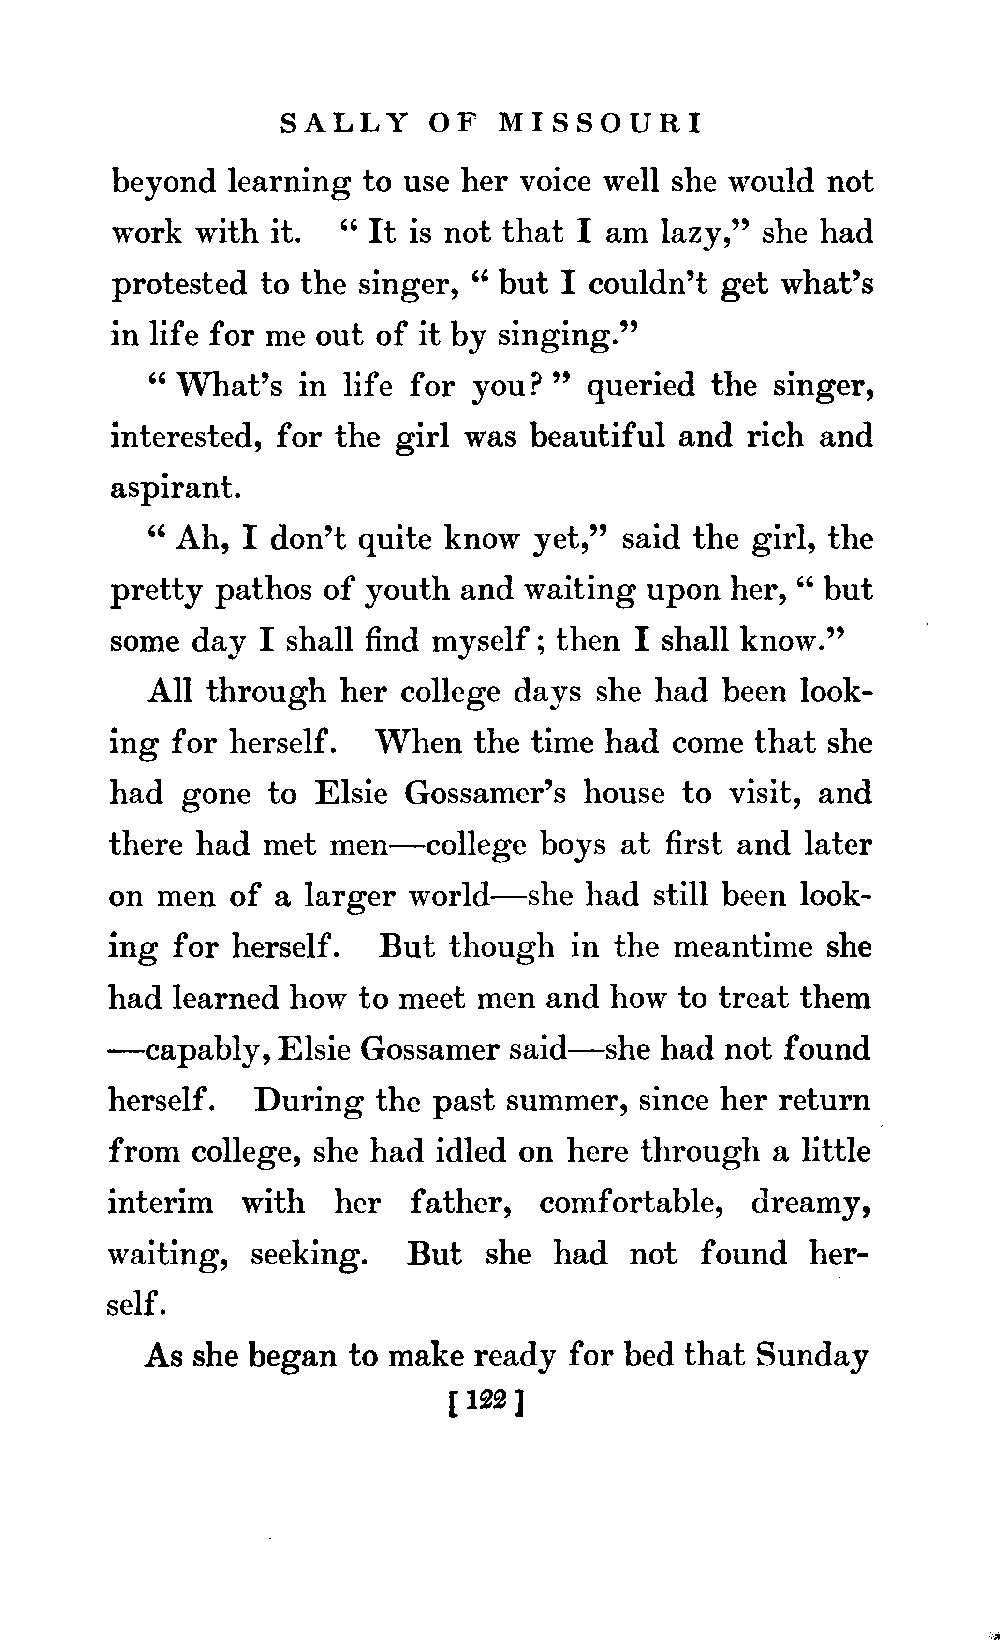 SALLY OF MISSOURI
beyond learning to use her voice well she would not
work with it. “ It is not that I am lazy,” she had
protested to the singer, “ but I couldn’t get what’s
in life for me out of it by singing.”
“ What’s in life for you? ” queried the singer,
interested, for the girl was beautiful and rich and
aspirant.
“ Ah, I don’t quite know yet,” said the girl, the
pretty pathos of youth and waiting upon her, “ but
some day I shall find myself; then I shall know.”
All through her college days she had been look-
ing for herself. When the time had come that she
had gone to Elsie Gossamer’s house to visit, and
there had met men—college boys at first and later
on men of a larger world—she had still been look-
ing for herself. But though in the meantime she
had learned how to meet men and how to treat them
—capably, Elsie Gossamer said—she had not found
herself. During the past summer, since her return
from college, she had idled on here through a little
interim with her father, comfortable, dreamy,
waiting, seeking. But she had not found her-
self.
As she began to make ready for bed that Sunday
[ 122 ]